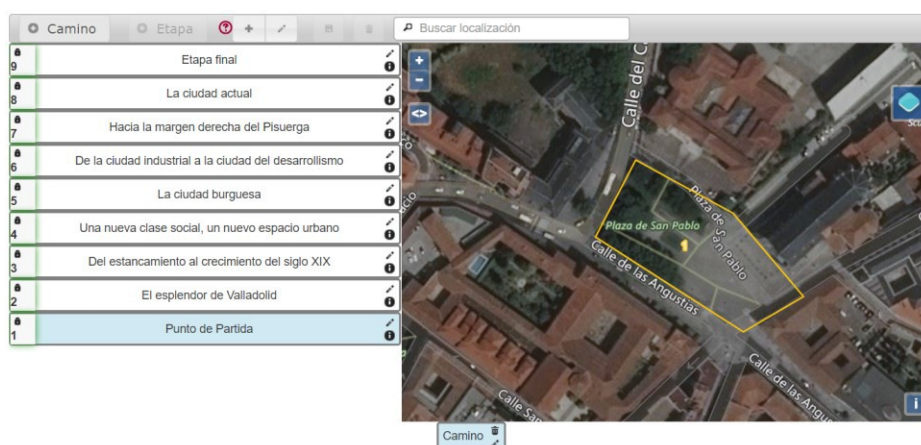 Camino
Etapa
Buscar localización
9 Etapa final
8 La ciudad actual
7 Hacia la margen derecha del Pisuerga
6 De la ciudad industrial a la ciudad del desarrollismo
5 La ciudad burguesa
4 Una nueva clase social, un nuevo espacio urbano
3 Del estancamiento al crecimiento del siglo XIX
2 El esplendor de Valladolid
1 Punto de Partida
Calle del C
Plaza de San Pablo
Plaza de San Pablo
1
Calle de las Angustias
Calle de las Angus
Calle San
Camino